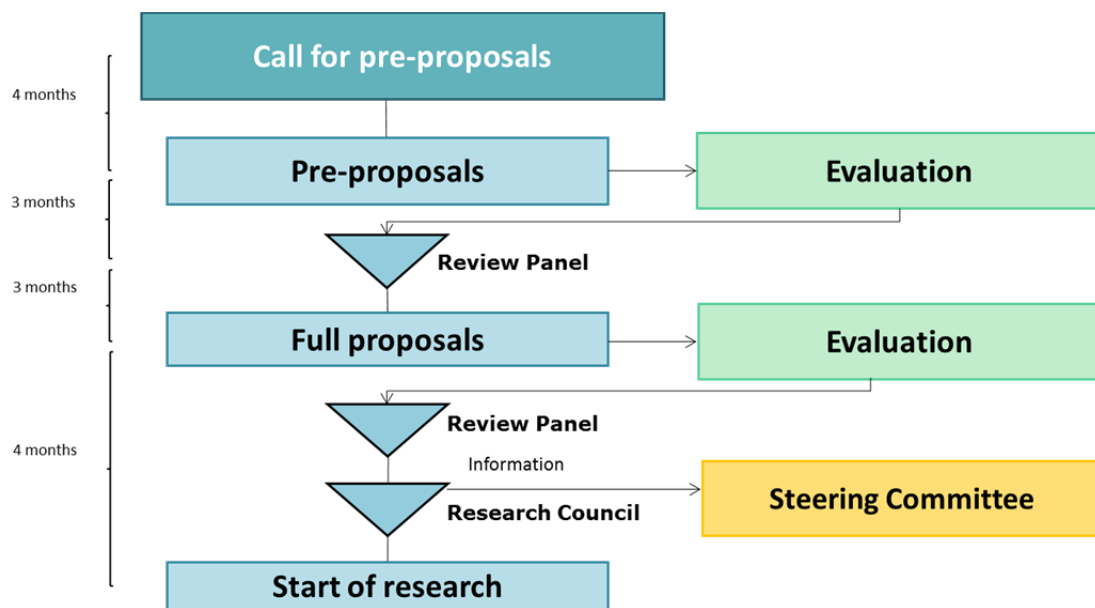 Call for pre-proposals
4 months
Pre-proposals
Evaluation
3 months
Review Panel
3 months
Full proposals
Evaluation
Review Panel
4 months
Information
Steering Committee
Research Council
Start of research